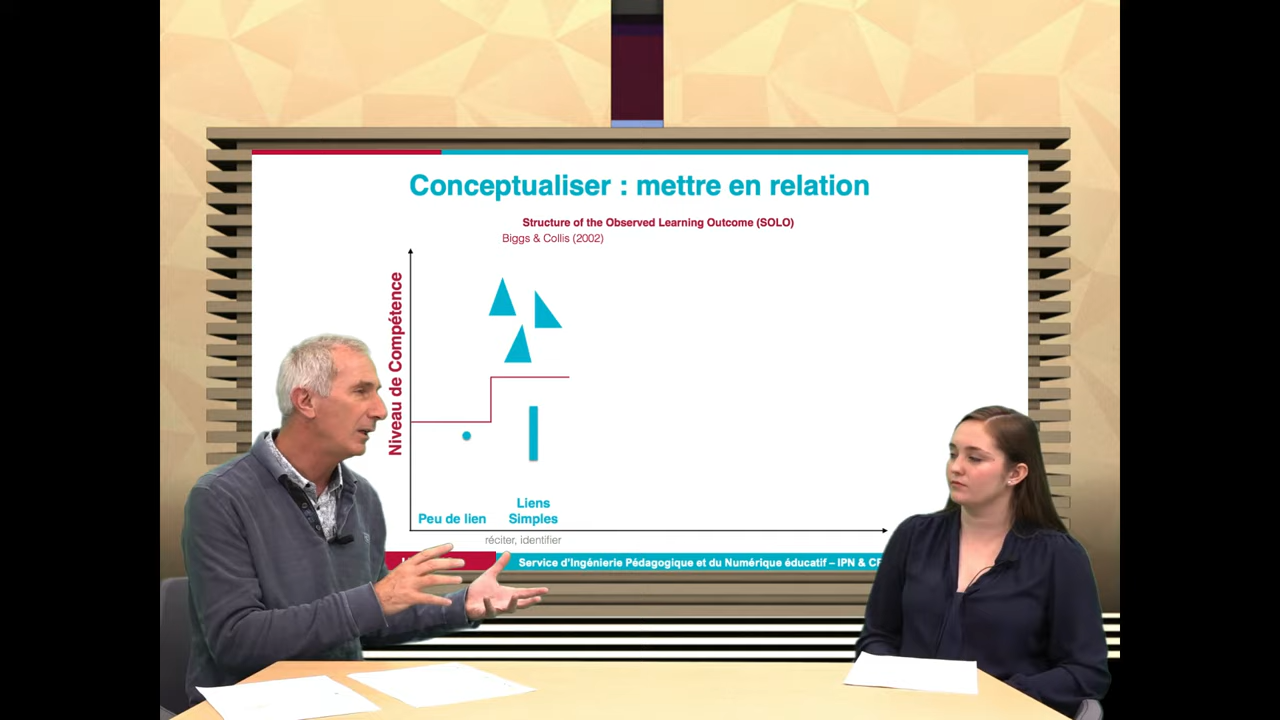 Conceptualiser : mettre en relation
Structure of the Observed Learning Outcome (SOLO)
Biggs & Collis (2002)
Niveau de Compétence
Liens
Peu de lien Simples
réciter, identifier
Service d'Ingénierie Pédagogique et du Numérique éducatif – IPN &